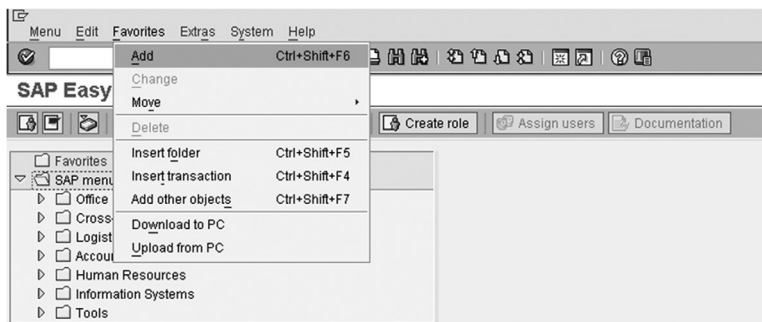 Menu Edit Favorites Extras System Help
Add Ctrl+Shift+F6
SAP Easy
Change
Move
Create role Assign users Documentation
Delete
Favorites
Insert folder Ctrl+Shift+F5
SAP menu
Insert transaction Ctrl+Shift+F4
Office
Add other objects Ctrl+Shift+F7
Cross-
Download to PC
Logist
Upload from PC
Accou
Human Resources
Information Systems
Tools